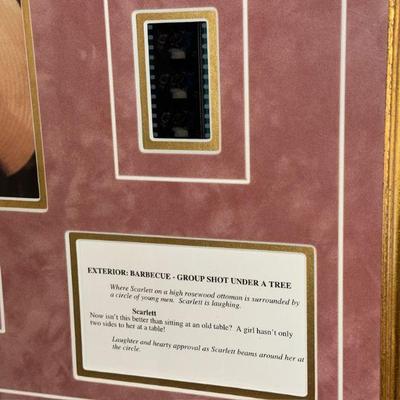 EXTERIOR: BARBECUE - GROUP SHOT UNDER A TREE
Where Scarlett on a high rosewood ottoman is surrounded by
a circle of young men. Scarlett is laughing.
Scarlett
Now isn't this better than sitting at an old table? A girl hasn't only
two sides to her at a table!
Laughter and hearty approval as Scarlett beams around her at
the circle.